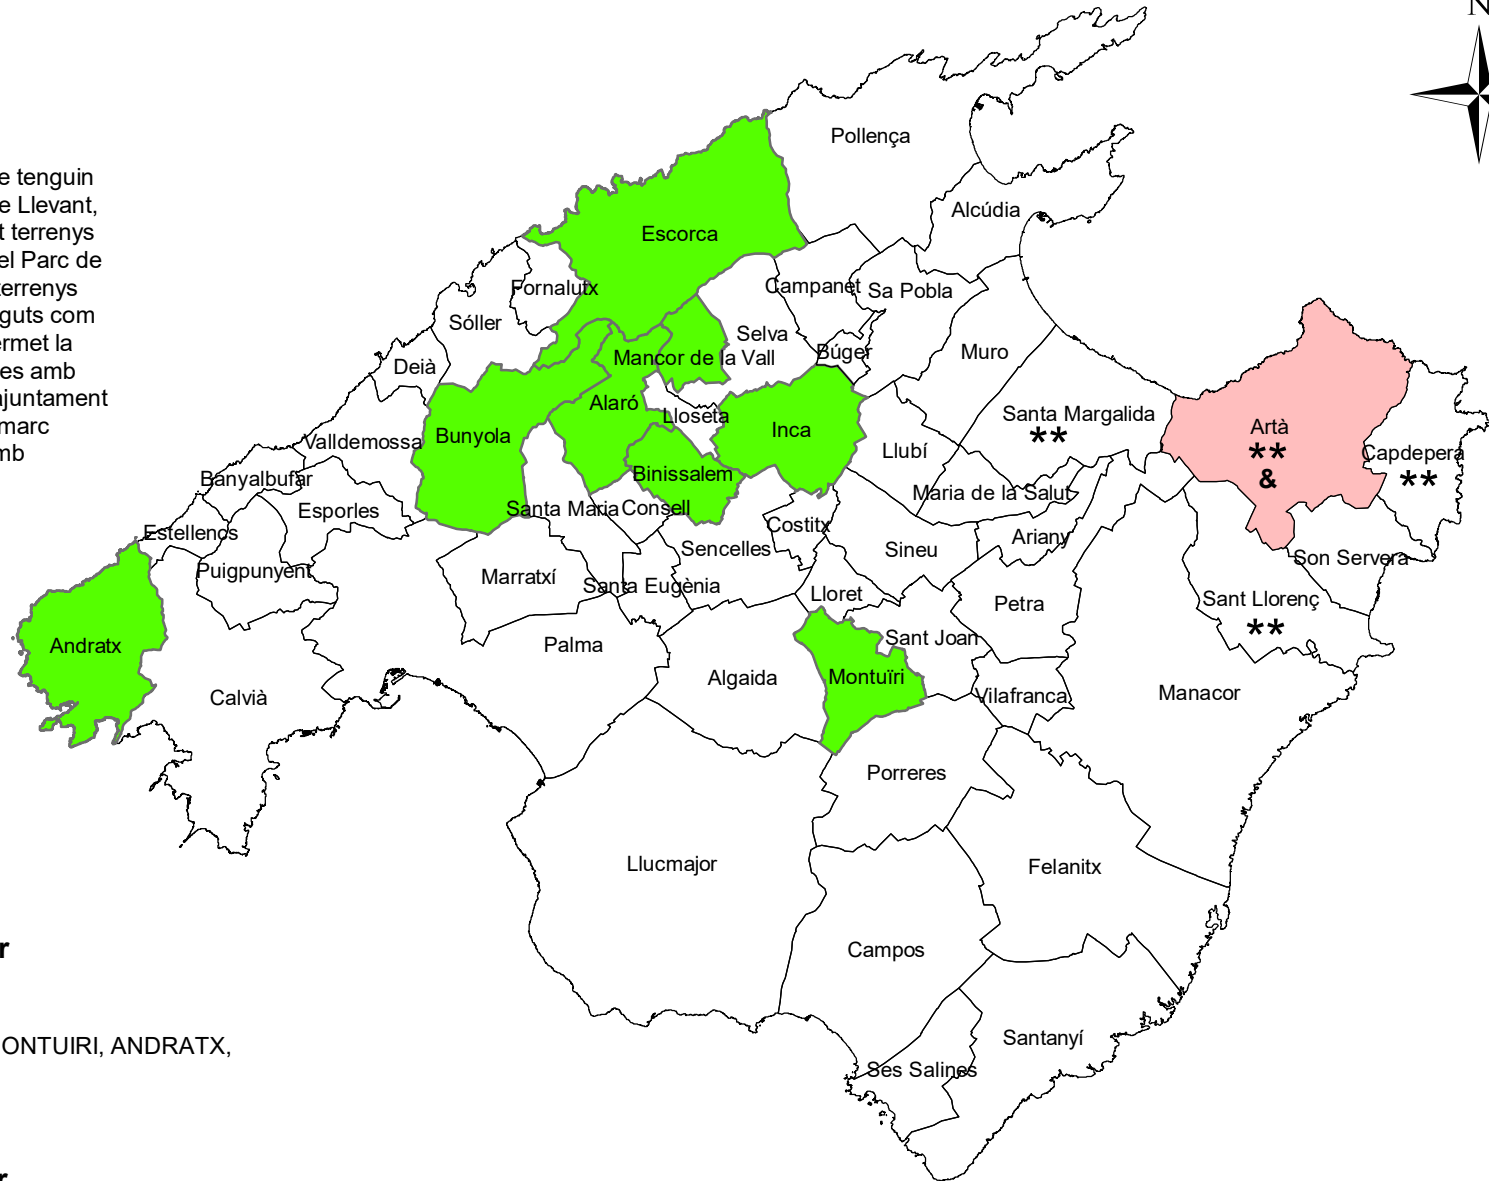 N
e tenguin
e Llevant,
t terrenys
el Parc de
terrenys
guts com
ermet la
es amb
ajuntament
marc
mb
Pollença
Alcúdia
Escorca
Fornalutx
Campanet
Sa Pobla
Sóller
Selva
Búger
Muro
Mancor de la Vall
Deià
Alaró
Lloseta
Santa Margalida
**
Artà
**
&
Capdepera
**
Valldemossa
Bunyola
Inca
Llubí
Banyalbufar
Binissalem
Maria de la Salut
Esporles
Santa Maria
Consell
Costitx
Estellencs
Sencelles
Sineu
Ariany
Son Servera
Puigpunyent
Marratxí
Santa Eugènia
Lloret
Petra
Sant Llorenç
**
Andratx
Palma
Sant Joan
Algaida
Montuïri
Calvià
Vilafranca
Manacor
Porreres
Llucmajor
Felanitx
Campos
Santanyí
Ses Salines
r
ONTUIRI, ANDRATX,
r